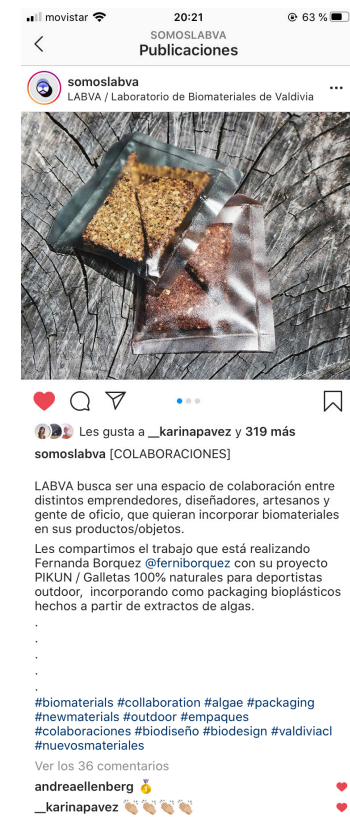 movistar 20:21 63 %
SOMOSLABVA
Publicaciones
somoslabva
LABVA / Laboratorio de Biomateriales de Valdivia
Les gusta a __karinapavez y 319 más
somoslabva [COLABORACIONES]
LABVA busca ser una espacio de colaboración entre
distintos emprendedores, diseñadores, artesanos y
gente de oficio, que quieran incorporar biomateriales
en sus productos/objetos.
Les compartimos el trabajo que está realizando
Fernanda Borquez @ferniborquez con su proyecto
PIKUN / Galletas 100% naturales para deportistas
outdoor,  incorporando como packaging bioplásticos
hechos a partir de extractos de algas.
.
.
.
.
.
#biomaterials #collaboration #algae #packaging
#newmaterials #outdoor #empaques
#colaboraciones #biodiseño #biodesign #valdiviacl
#nuevosmateriales
Ver los 36 comentarios
andreaellenberg 🏅
__karinapavez 👏🏼👏🏼👏🏼👏🏼